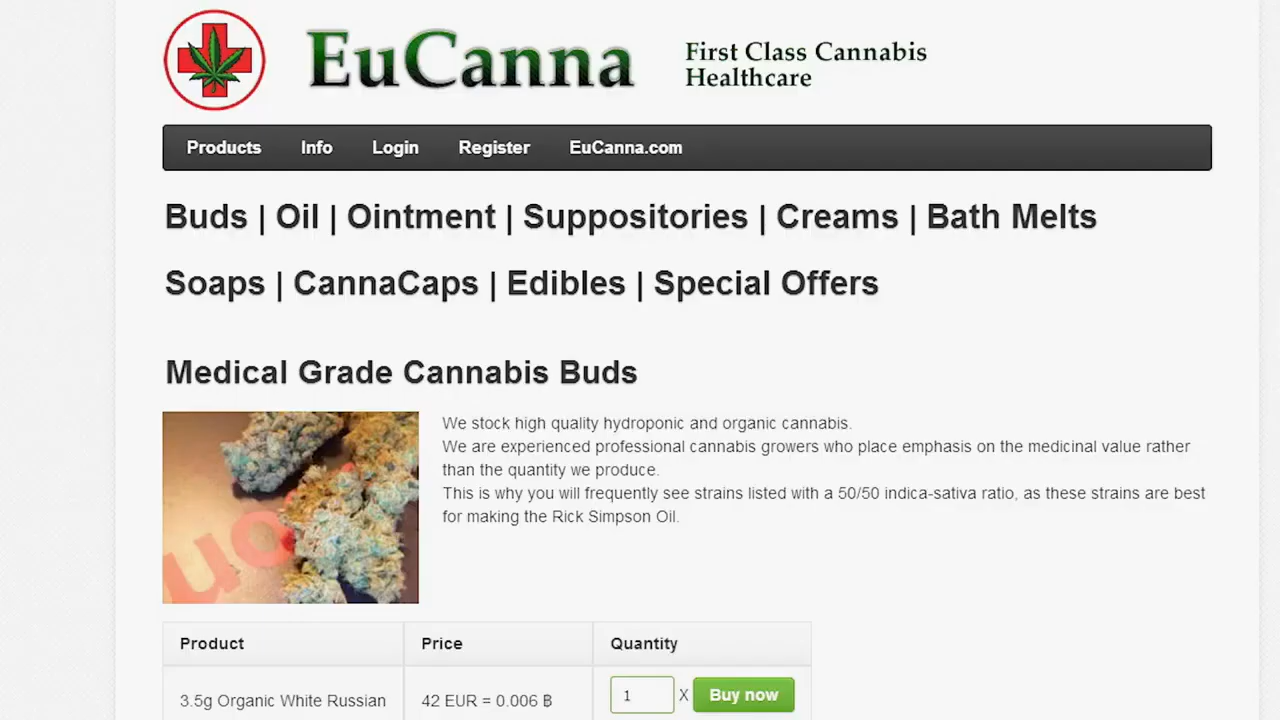 EuCanna
First Class Cannabis
Healthcare
Products Info Login Register EuCanna.com
Buds | Oil | Ointment | Suppositories | Creams | Bath Melts
Soaps | CannaCaps | Edibles | Special Offers
Medical Grade Cannabis Buds
We stock high quality hydroponic and organic cannabis.
We are experienced professional cannabis growers who place emphasis on the medicinal value rather
than the quantity we produce.
This is why you will frequently see strains listed with a 50/50 indica-sativa ratio, as these strains are best
for making the Rick Simpson Oil.
Product Price Quantity
3.5g Organic White Russian 42 EUR = 0.006 ฿ 1 X Buy now